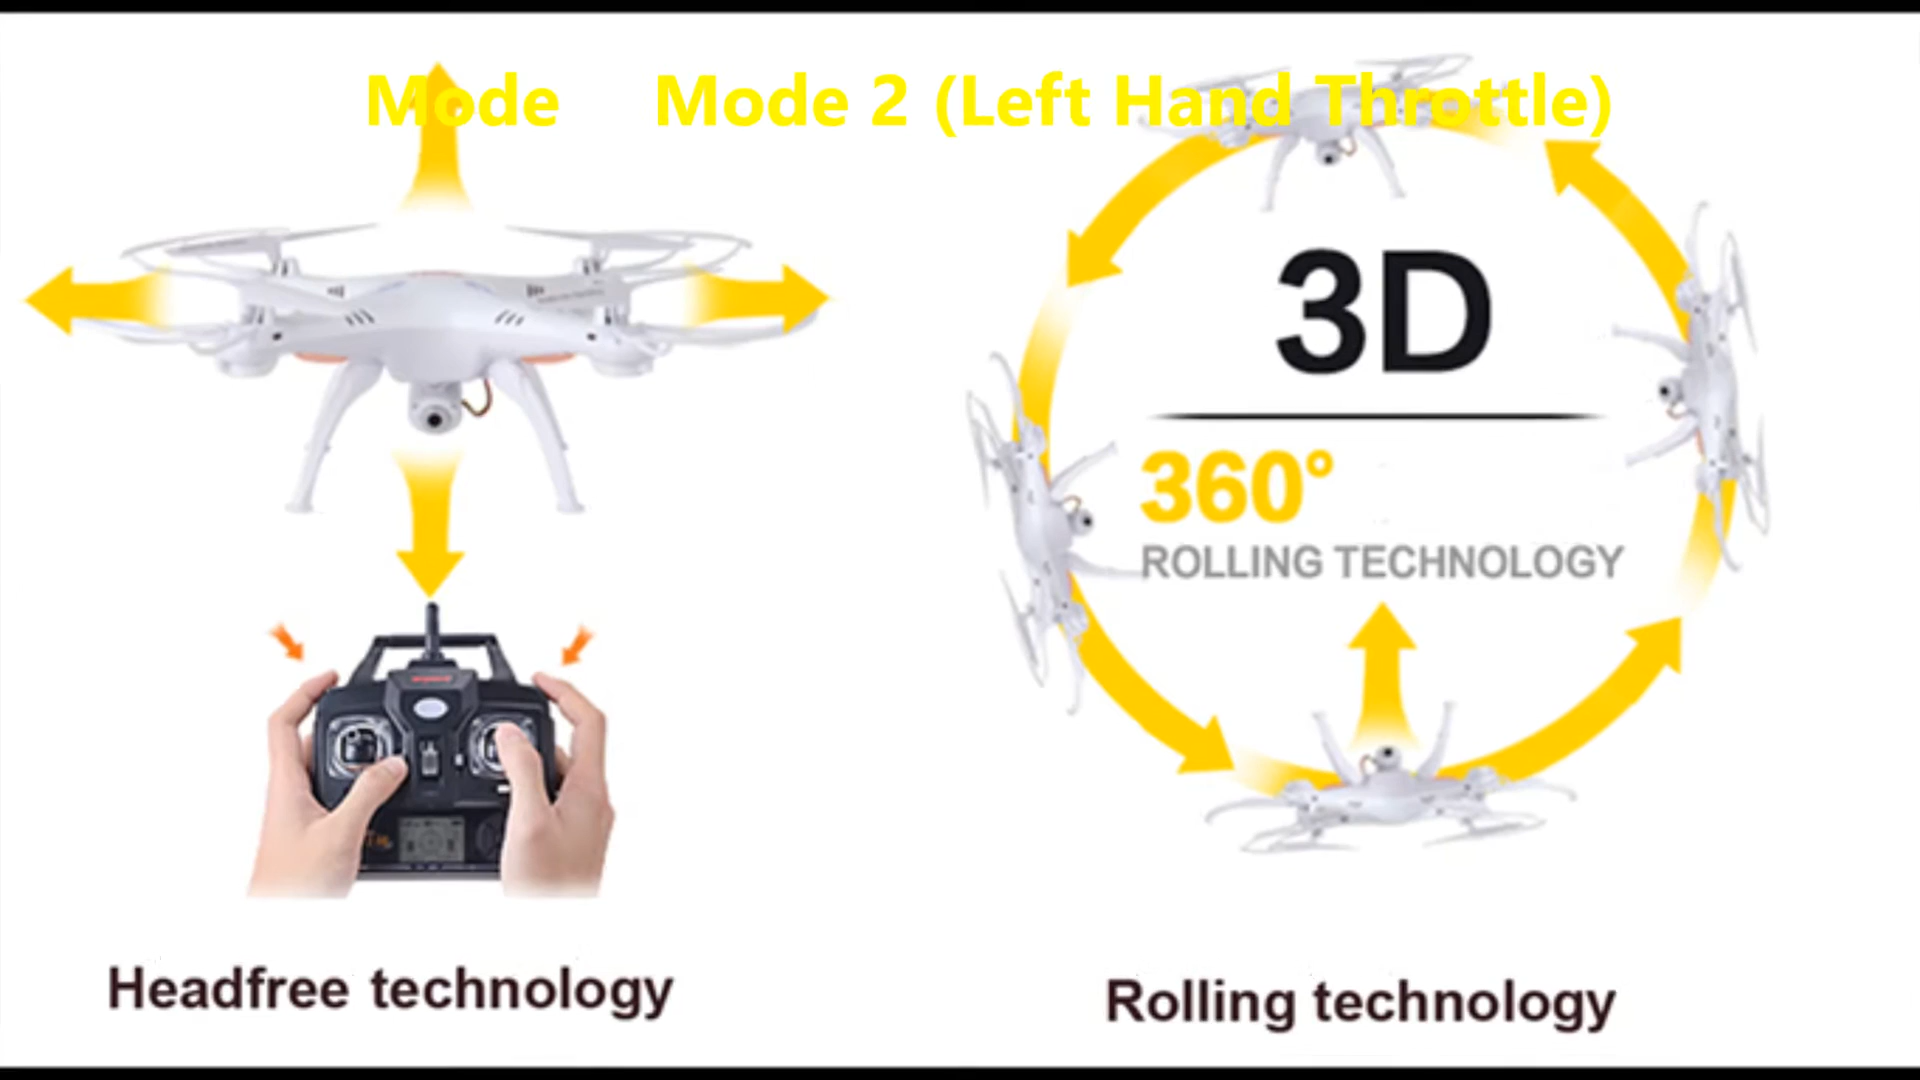 Mode    Mode 2 (Left Hand Throttle)
3D
360°
ROLLING TECHNOLOGY
Headfree technology
Rolling technology